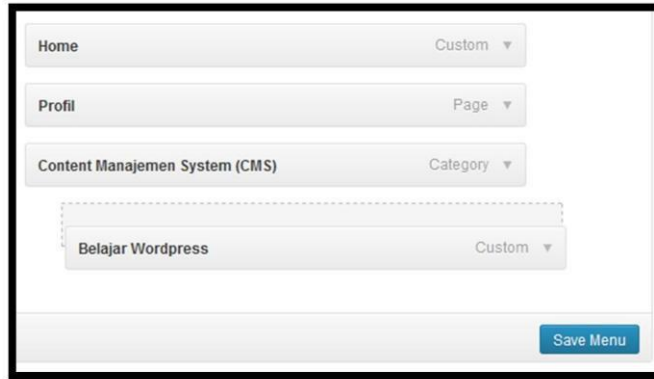 Home Custom
Profil Page
Content Manajemen System (CMS) Category
Belajar Wordpress Custom
Save Menu